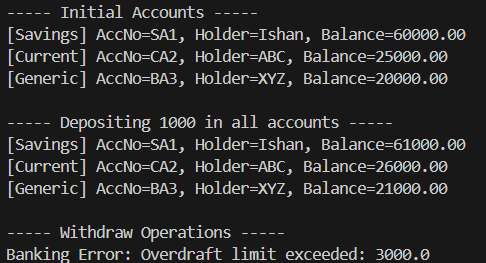 ----- Initial Accounts -----
[Savings] AccNo=SA1, Holder=Ishan, Balance=60000.00
[Current] AccNo=CA2, Holder=ABC, Balance=25000.00
[Generic] AccNo=BA3, Holder=XYZ, Balance=20000.00

----- Depositing 1000 in all accounts -----
[Savings] AccNo=SA1, Holder=Ishan, Balance=61000.00
[Current] AccNo=CA2, Holder=ABC, Balance=26000.00
[Generic] AccNo=BA3, Holder=XYZ, Balance=21000.00

----- Withdraw Operations -----
Banking Error: Overdraft limit exceeded: 3000.0